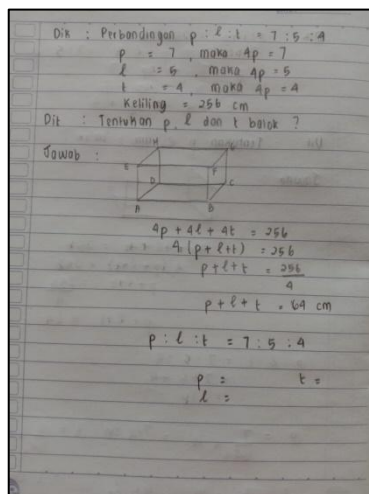 Dik : Perbandingan p : l : t = 7 : 5 : 4
p = 7 , maka 4p = 7
l = 5 , maka 4p = 5
t = 4 , maka 4p = 4
Keliling = 256 cm
Dit : Tentukan p, l dan t balok ?
Jawab :
H
E F
D C
A B
4p + 4l + 4t = 256
4 (p + l + t) = 256
p + l + t = 256
4
p + l + t = 64 cm
p : l : t = 7 : 5 : 4
p = t =
l =